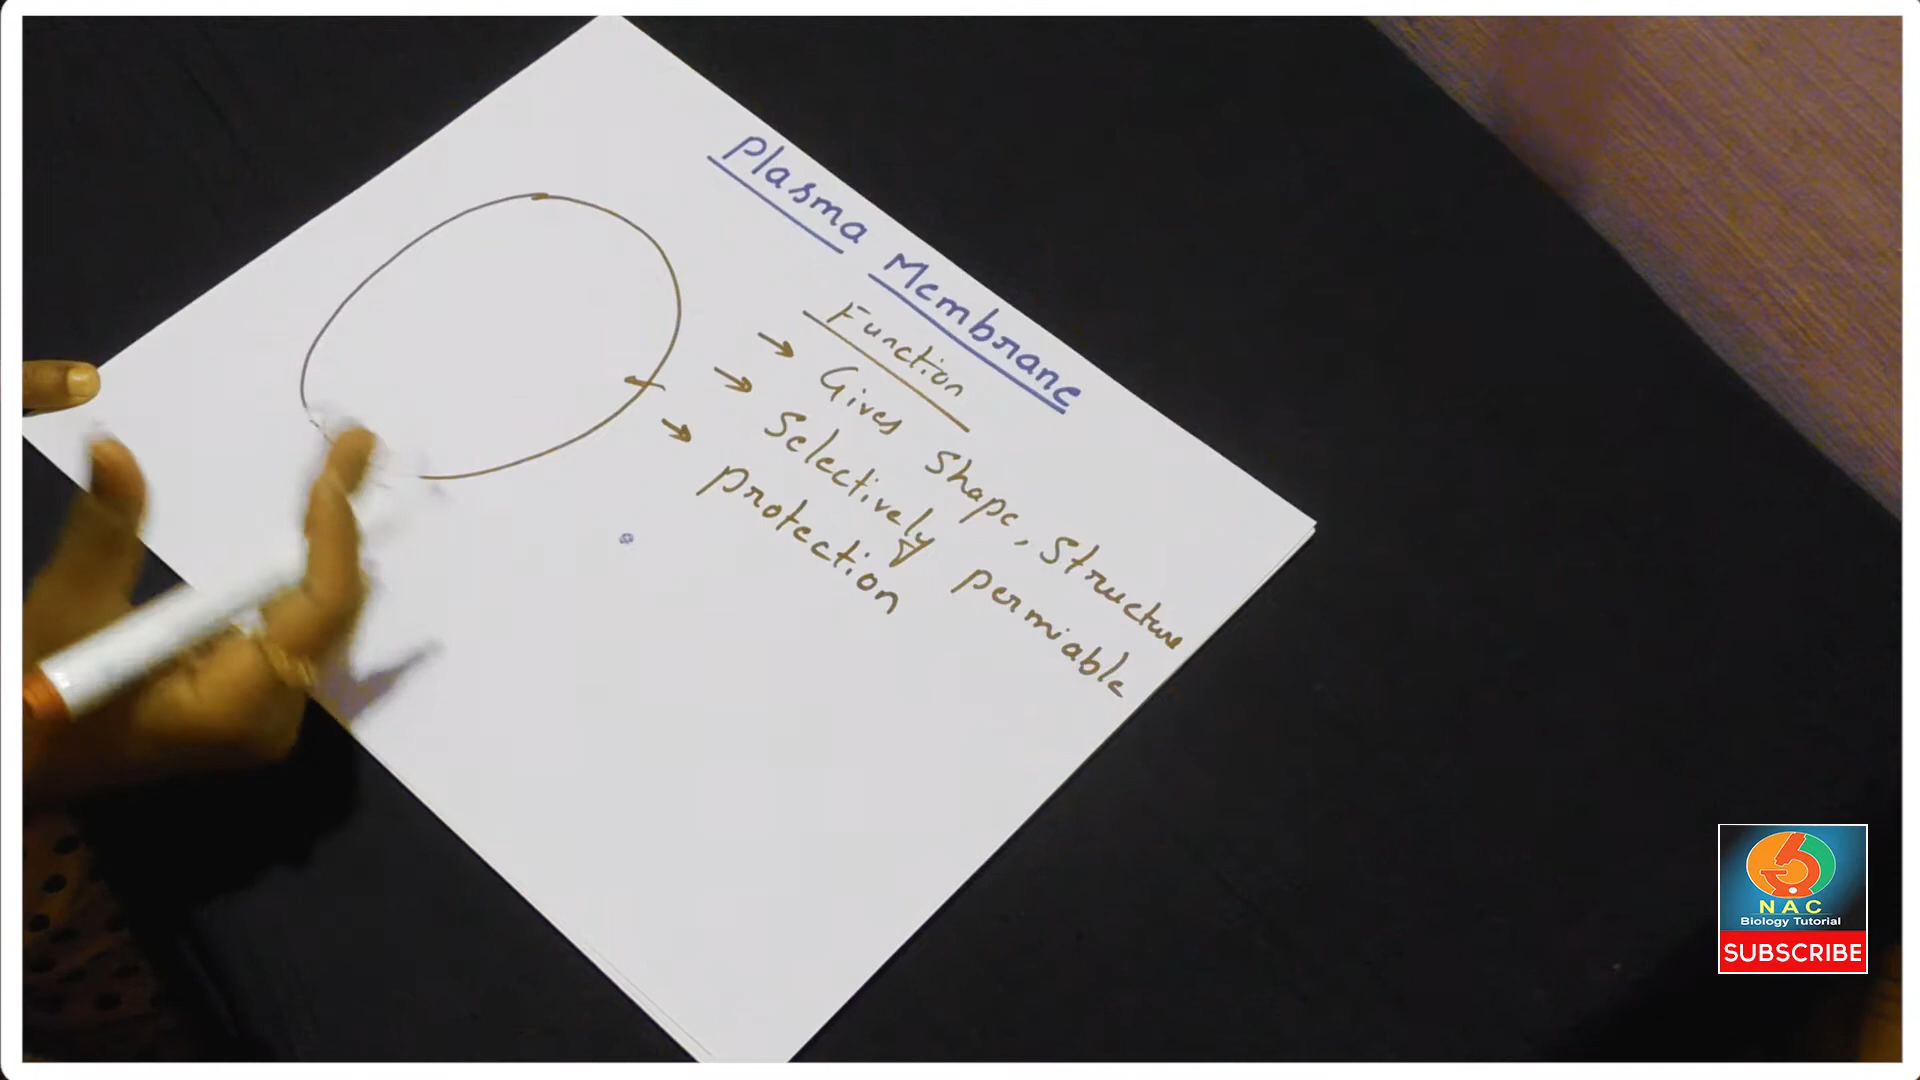 Plasma Membrane
Function
→ Gives shape, structure
→ Selectively permiable
→ protection
NAC
Biology Tutorial
SUBSCRIBE